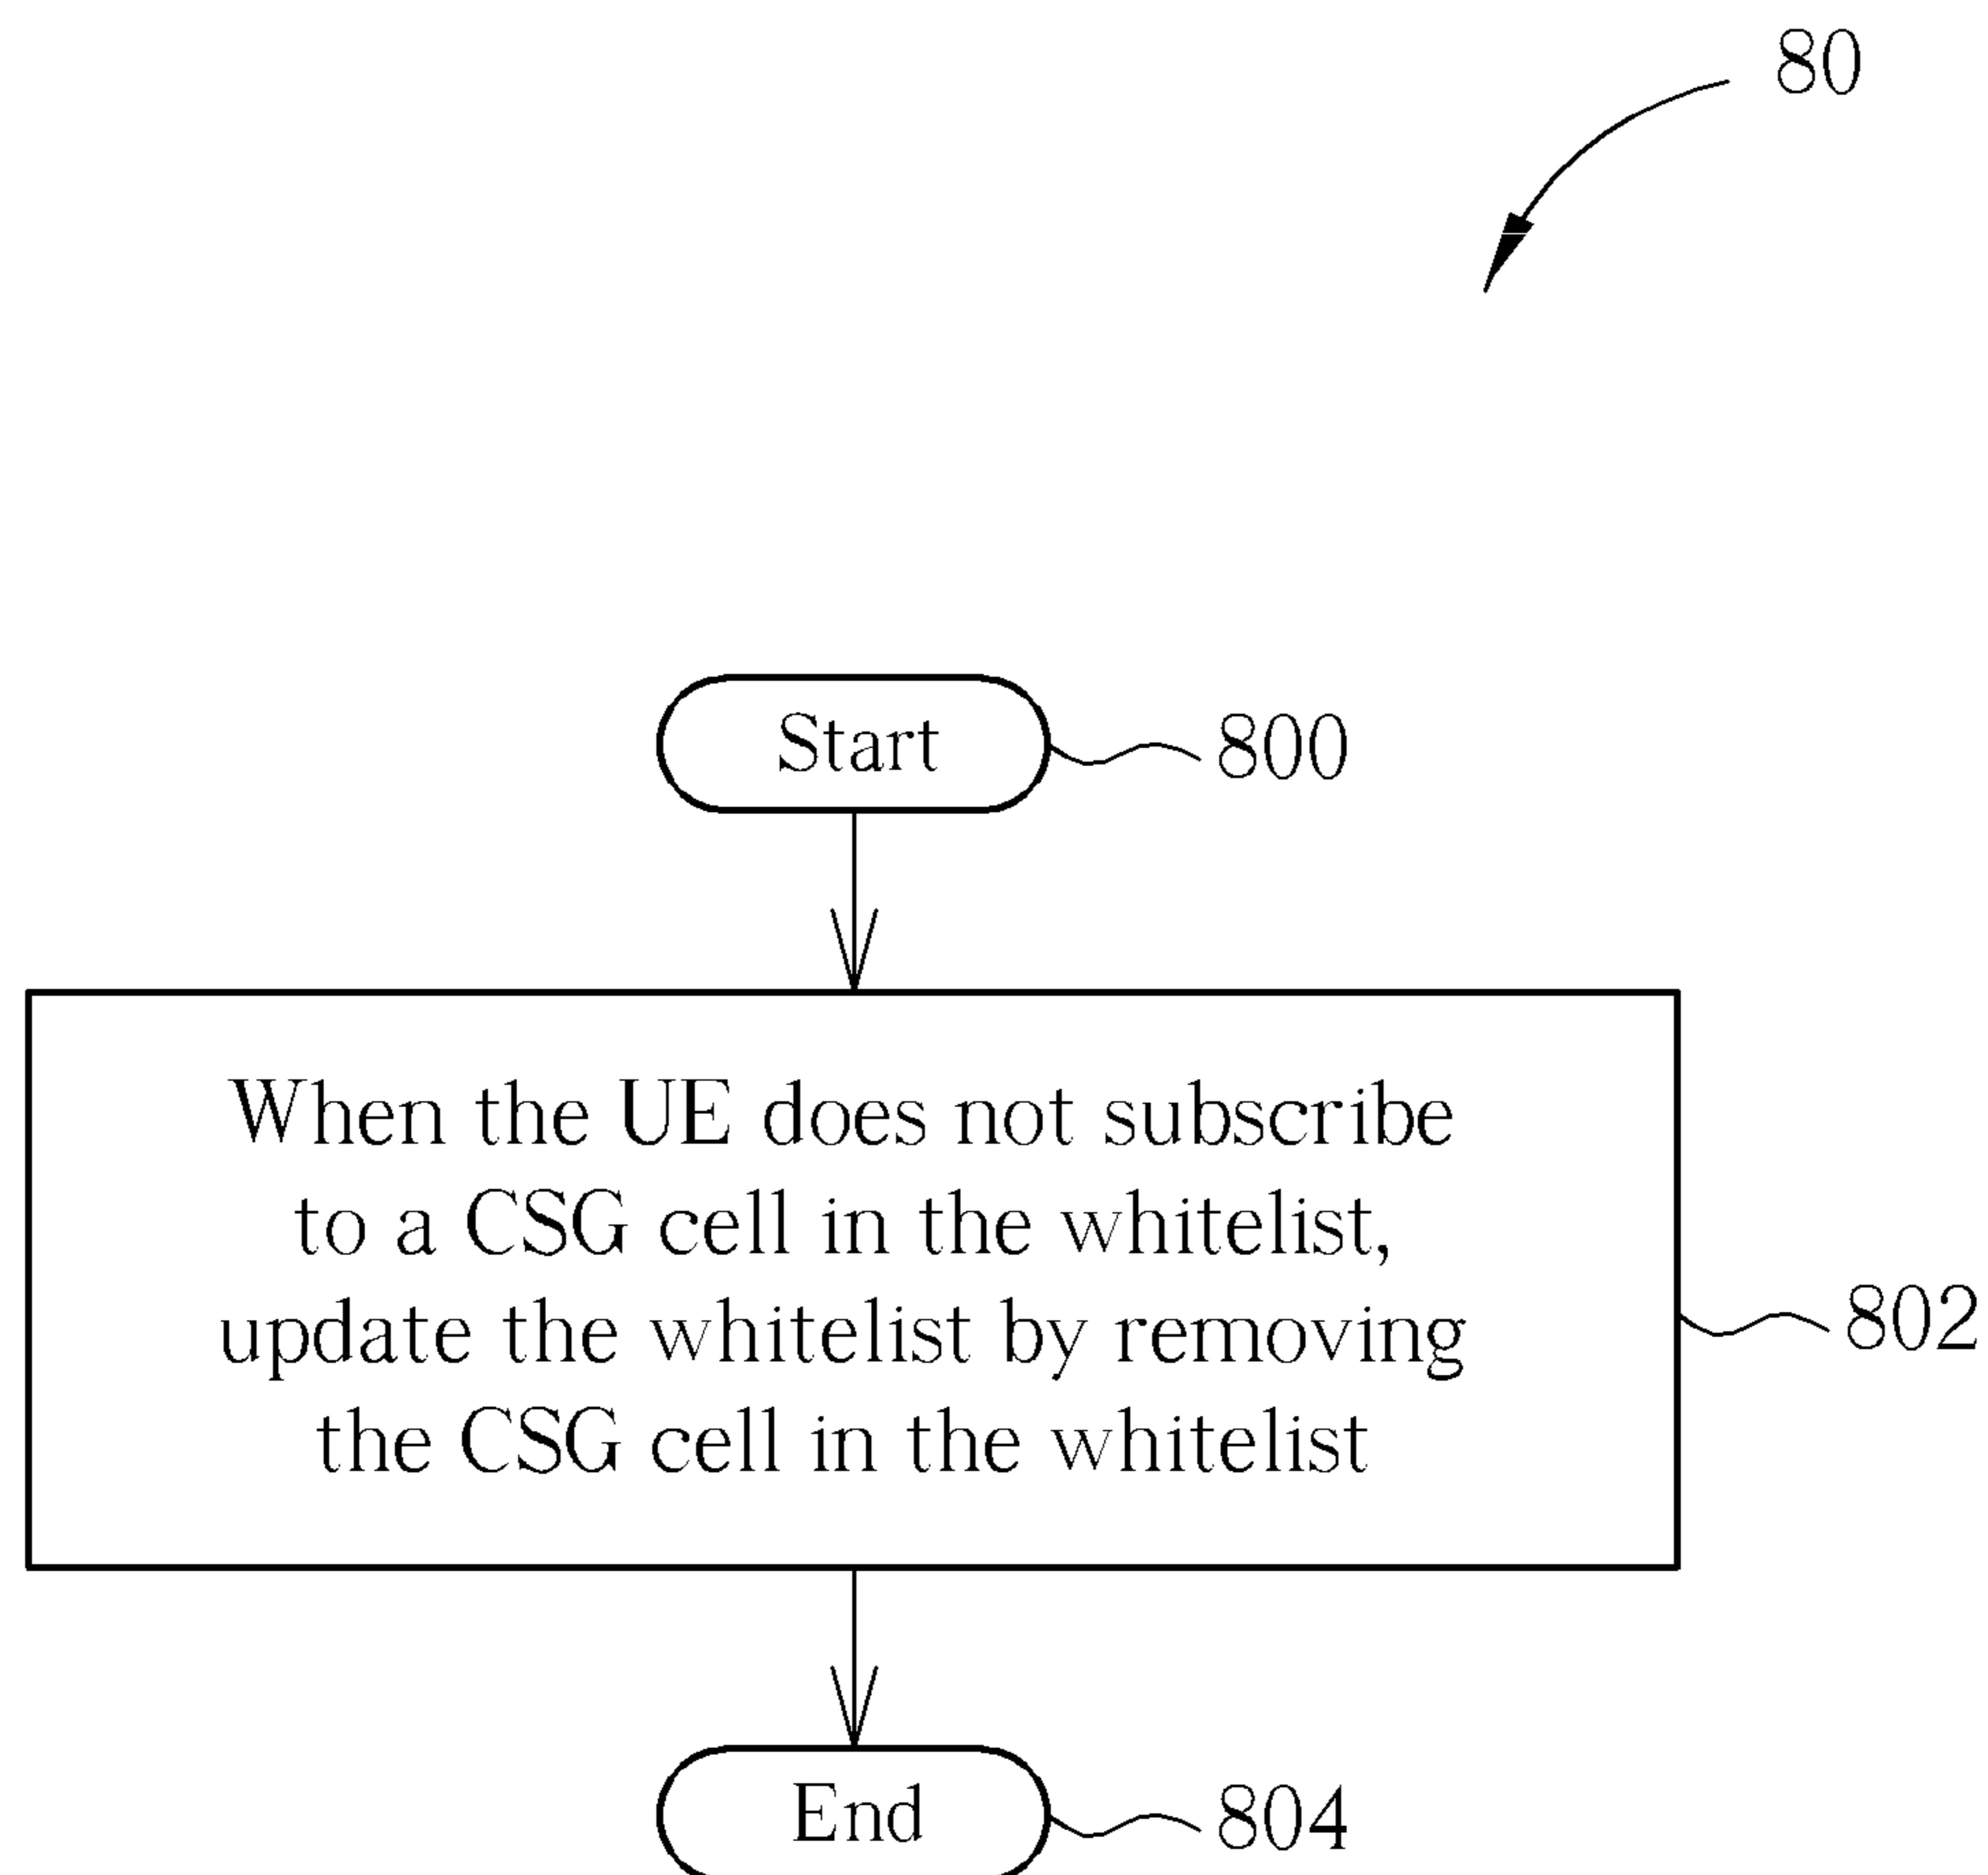 80
Start
800
When the UE does not subscribe
to a CSG cell in the whitelist,
update the whitelist by removing
the CSG cell in the whitelist
802
End
804